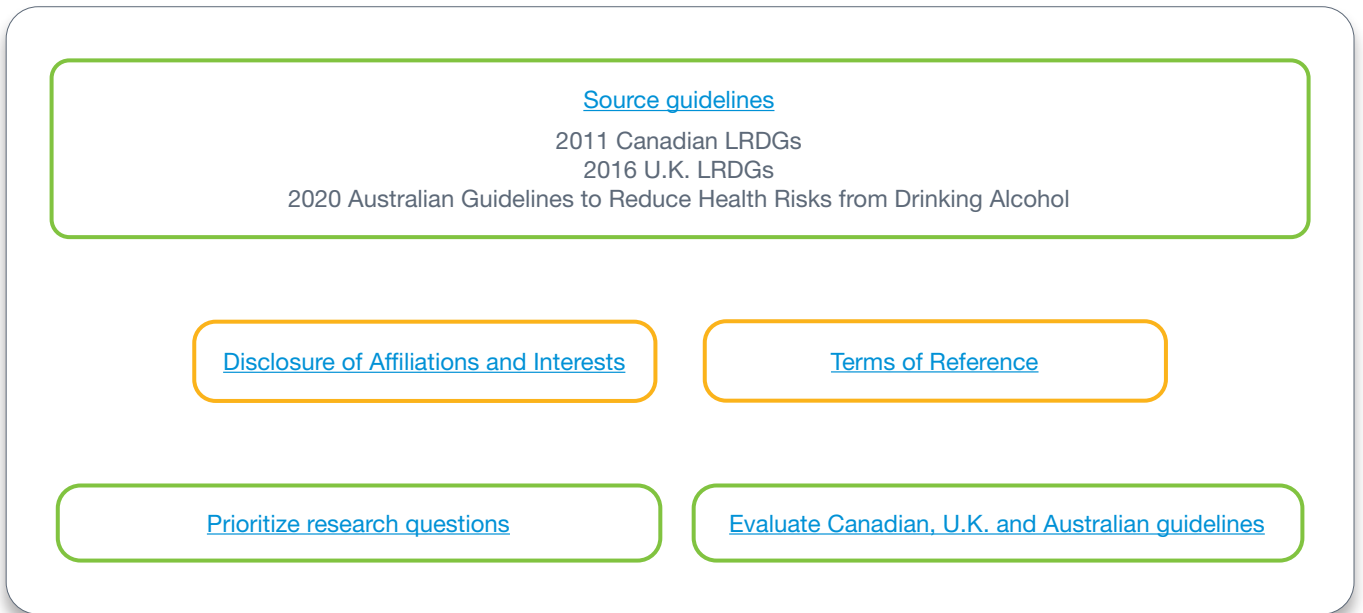 Source guidelines
2011 Canadian LRDGs
2016 U.K. LRDGs
2020 Australian Guidelines to Reduce Health Risks from Drinking Alcohol
Disclosure of Affiliations and Interests
Terms of Reference
Prioritize research questions
Evaluate Canadian, U.K. and Australian guidelines